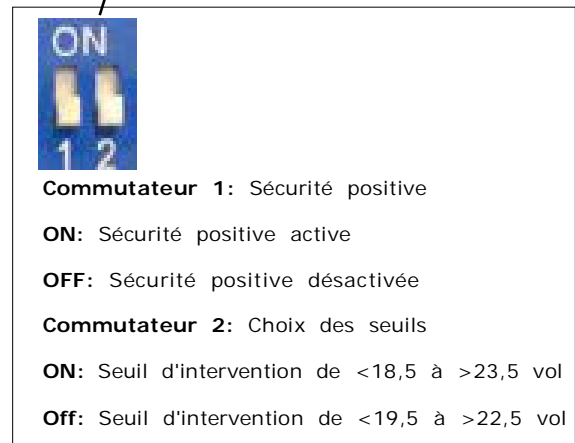 ON
1 2
Commutateur 1: Sécurité positive
ON: Sécurité positive active
OFF: Sécurité positive désactivée
Commutateur 2: Choix des seuils
ON: Seuil d'intervention de <18,5 à >23,5 vol
Off: Seuil d'intervention de <19,5 à >22,5 vol